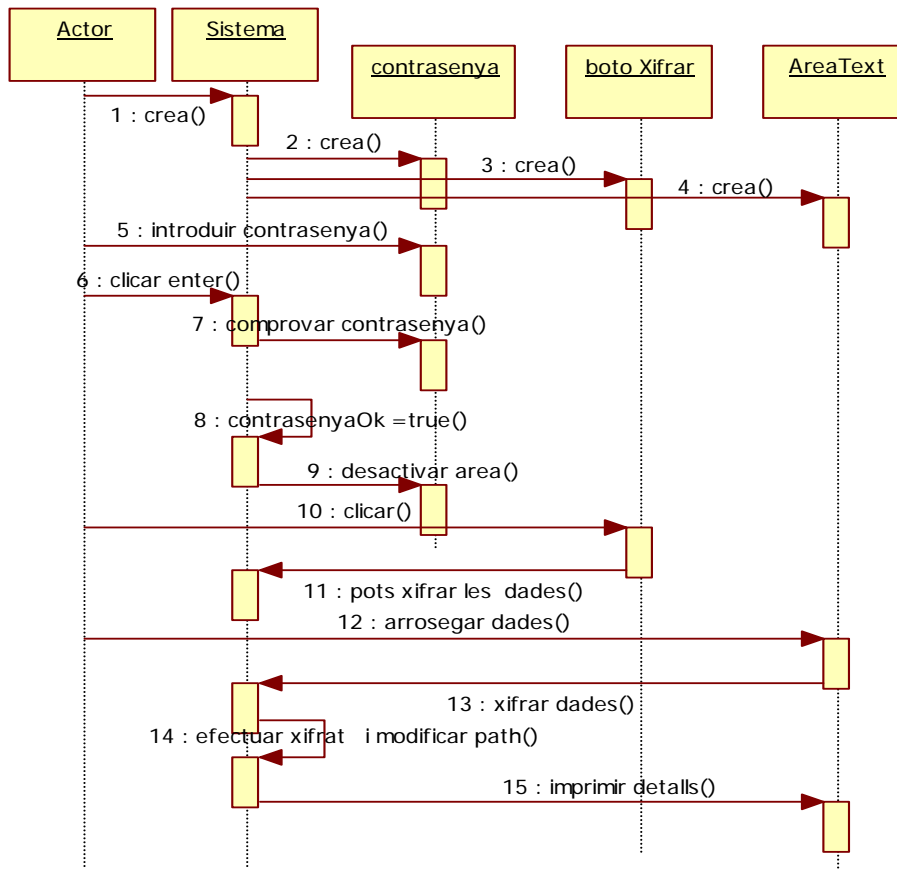 Actor
Sistema
contrasenya
boto Xifrar
AreaText
1 : crea()
2 : crea()
3 : crea()
4 : crea()
5 : introduir contrasenya()
6 : clicar enter()
7 : comprovar contrasenya()
8 : contrasenyaOk =true()
9 : desactivar area()
10 : clicar()
11 : pots xifrar les dades()
12 : arrosegar dades()
13 : xifrar dades()
14 : efectuar xifrat i modificar path()
15 : imprimir detalls()